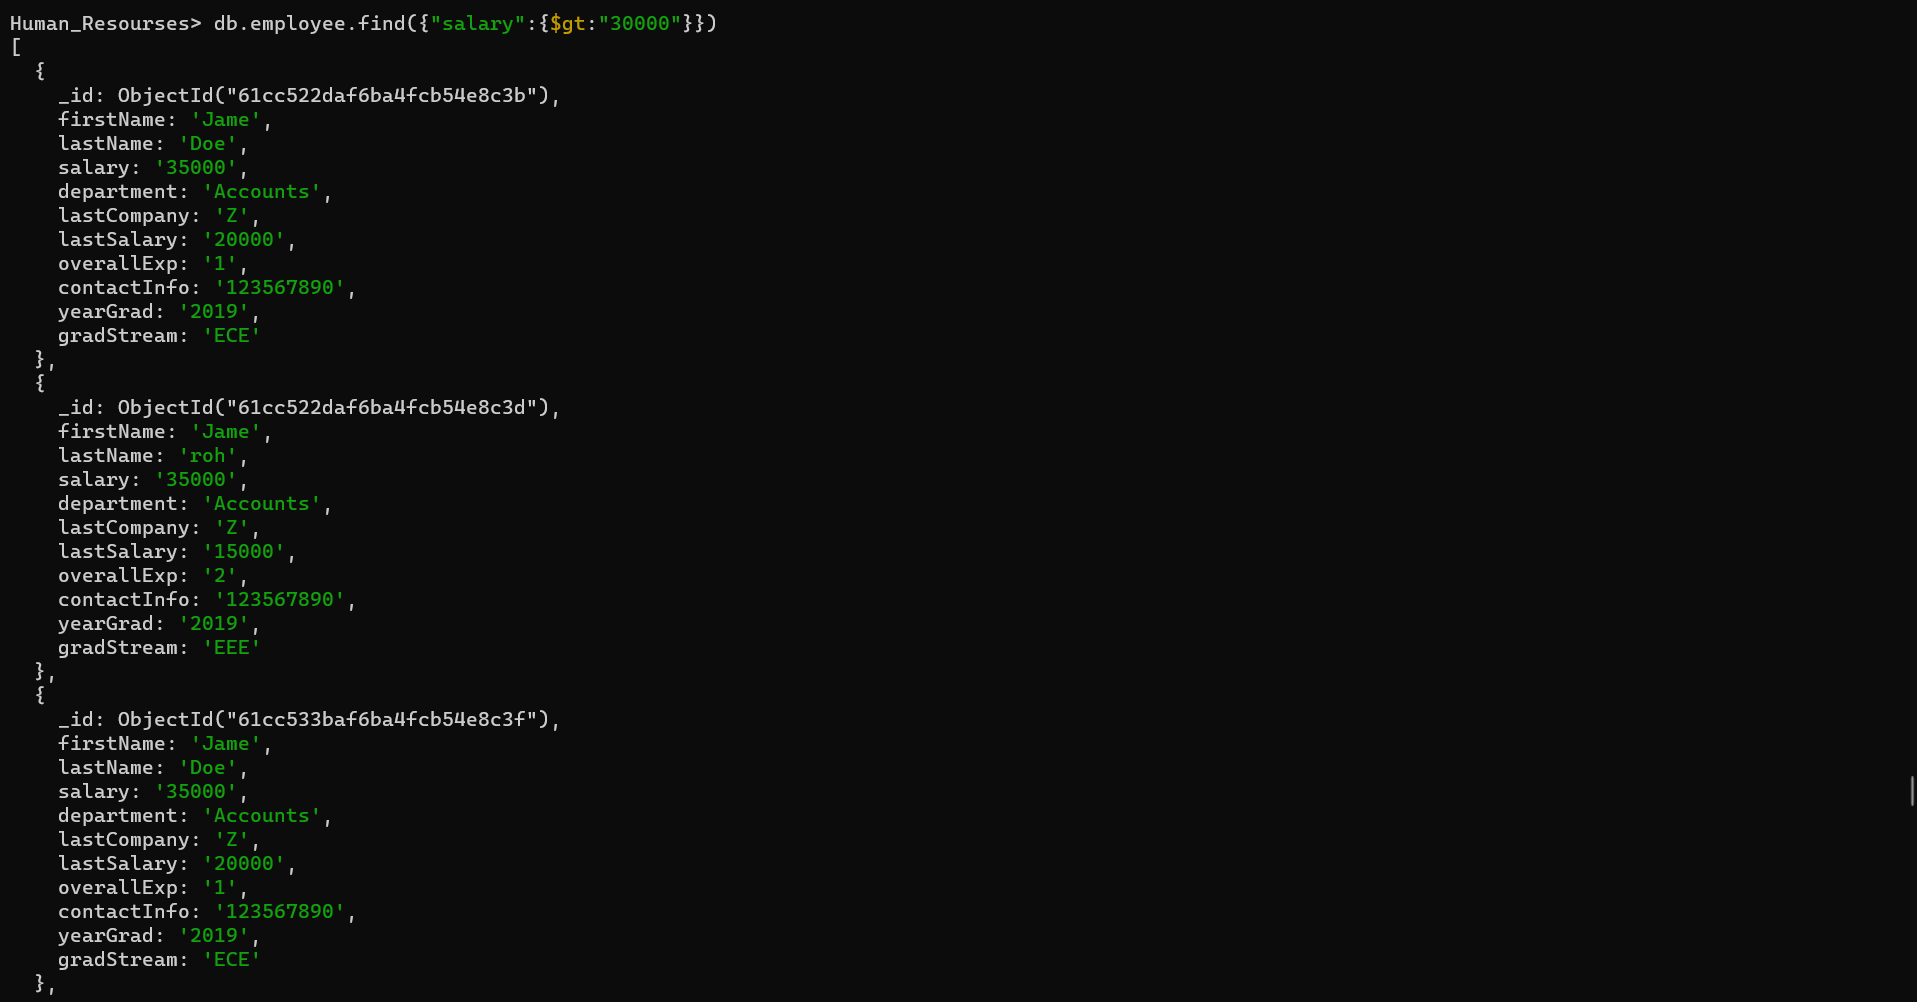 Human_Resourses> db.employee.find({"salary":{$gt:"30000"}})
[
  {
    _id: ObjectId("61cc522daf6ba4fcb54e8c3b"),
    firstName: 'Jame',
    lastName: 'Doe',
    salary: '35000',
    department: 'Accounts',
    lastCompany: 'Z',
    lastSalary: '20000',
    overallExp: '1',
    contactInfo: '123567890',
    yearGrad: '2019',
    gradStream: 'ECE'
  },
  {
    _id: ObjectId("61cc522daf6ba4fcb54e8c3d"),
    firstName: 'Jame',
    lastName: 'roh',
    salary: '35000',
    department: 'Accounts',
    lastCompany: 'Z',
    lastSalary: '15000',
    overallExp: '2',
    contactInfo: '123567890',
    yearGrad: '2019',
    gradStream: 'EEE'
  },
  {
    _id: ObjectId("61cc533baf6ba4fcb54e8c3f"),
    firstName: 'Jame',
    lastName: 'Doe',
    salary: '35000',
    department: 'Accounts',
    lastCompany: 'Z',
    lastSalary: '20000',
    overallExp: '1',
    contactInfo: '123567890',
    yearGrad: '2019',
    gradStream: 'ECE'
  },